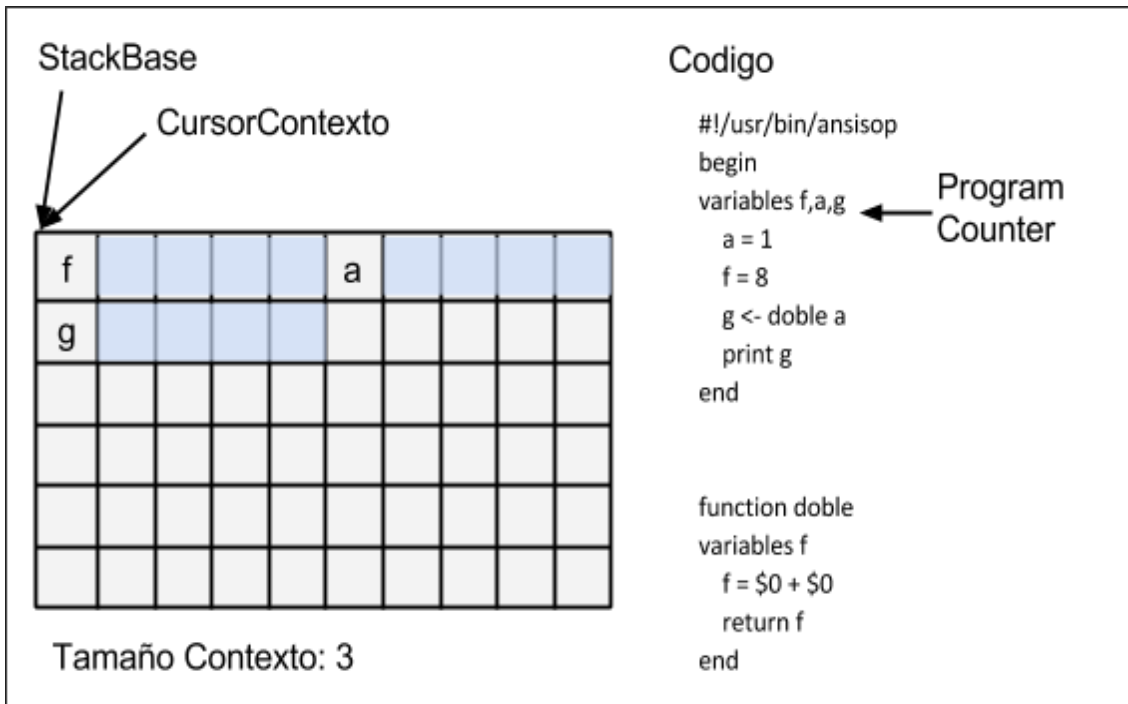 StackBase
CursorContexto
f
a
g
Tamaño Contexto: 3
Codigo
#!/usr/bin/ansisop
begin
variables f,a,g
a = 1
f = 8
g <- doble a
print g
end
Program
Counter
function doble
variables f
f = $0 + $0
return f
end